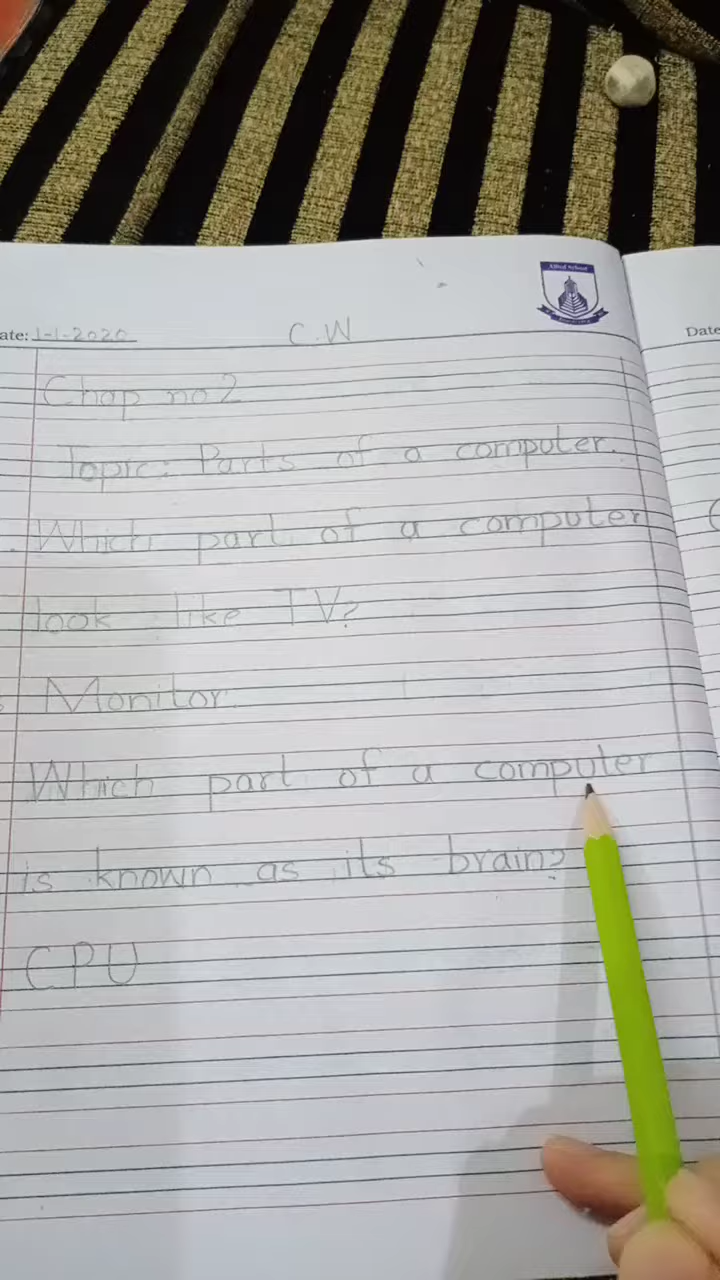 ate: 1-1-2020 C.W
Date
Chap no 2
Topic: Parts of a computer.
Which part of a computer
look like TV?
Monitor
Which part of a computer
is known as its brain?
CPU